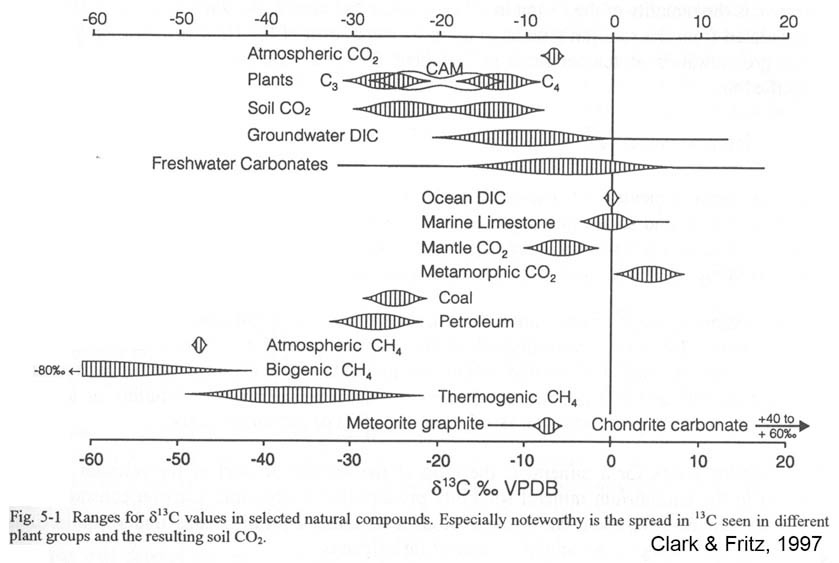 -60 -50 -40 -30 -20 -10 0 10 20
Atmospheric CO₂
CAM
Plants C₃ C₄
Soil CO₂
Groundwater DIC
Freshwater Carbonates
Ocean DIC
Marine Limestone
Mantle CO₂
Metamorphic CO₂
Coal
Petroleum
Atmospheric CH₄
-80‰ ← Biogenic CH₄
Thermogenic CH₄
Meteorite graphite Chondrite carbonate +40 to
+ 60‰
-60 -50 -40 -30 -20 -10 0 10 20
δ¹³C ‰ VPDB
Fig. 5-1 Ranges for δ¹³C values in selected natural compounds. Especially noteworthy is the spread in ¹³C seen in different
plant groups and the resulting soil CO₂.
Clark & Fritz, 1997